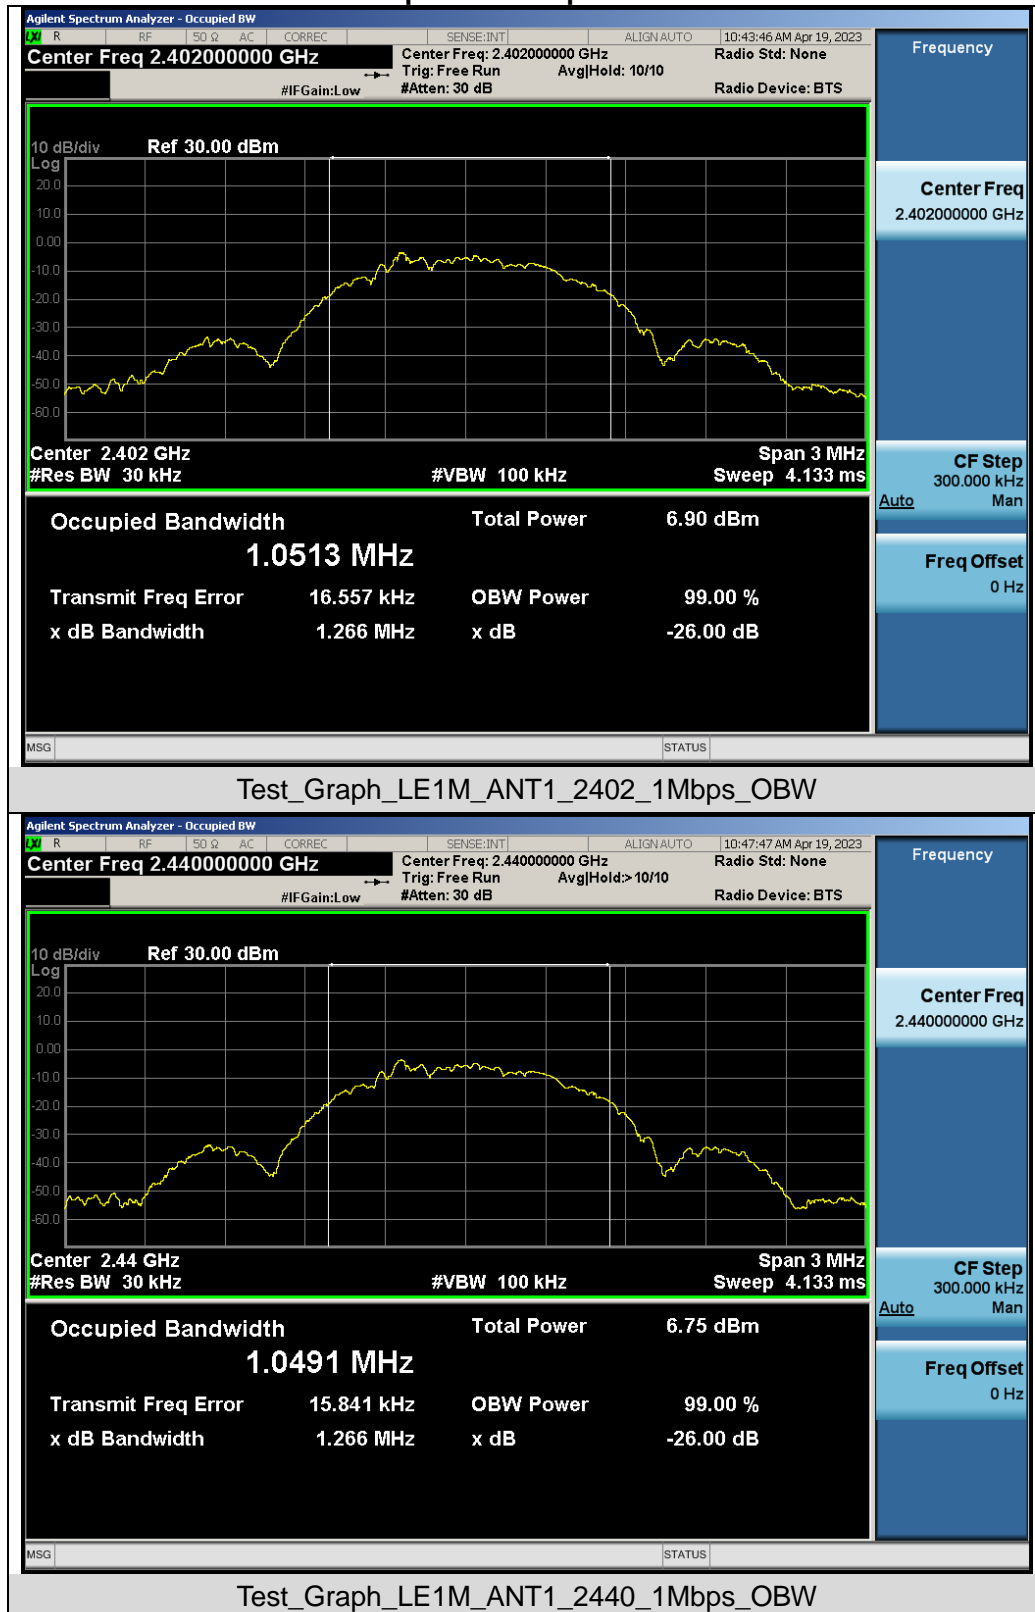 Agilent Spectrum Analyzer - Occupied BW
LXI R RF 50 Ω AC CORREC SENSE:INT ALIGN AUTO 10:43:46 AM Apr 19, 2023
Center Freq 2.402000000 GHz Center Freq: 2.402000000 GHz Radio Std: None
Trig: Free Run Avg|Hold: 10/10
#IFGain:Low #Atten: 30 dB Radio Device: BTS
Frequency
10 dB/div Ref 30.00 dBm
Log
20.0
10.0
0.00
-10.0
-20.0
-30.0
-40.0
-50.0
-60.0
Center 2.402 GHz Span 3 MHz
#Res BW 30 kHz #VBW 100 kHz Sweep 4.133 ms
Center Freq
2.402000000 GHz
CF Step
300.000 kHz
Auto Man
Freq Offset
0 Hz
Occupied Bandwidth Total Power 6.90 dBm
1.0513 MHz
Transmit Freq Error 16.557 kHz OBW Power 99.00 %
x dB Bandwidth 1.266 MHz x dB -26.00 dB
MSG STATUS
Test_Graph_LE1M_ANT1_2402_1Mbps_OBW
Agilent Spectrum Analyzer - Occupied BW
LXI R RF 50 Ω AC CORREC SENSE:INT ALIGN AUTO 10:47:47 AM Apr 19, 2023
Center Freq 2.440000000 GHz Center Freq: 2.440000000 GHz Radio Std: None
Trig: Free Run Avg|Hold:> 10/10
#IFGain:Low #Atten: 30 dB Radio Device: BTS
Frequency
10 dB/div Ref 30.00 dBm
Log
20.0
10.0
0.00
-10.0
-20.0
-30.0
-40.0
-50.0
-60.0
Center 2.44 GHz Span 3 MHz
#Res BW 30 kHz #VBW 100 kHz Sweep 4.133 ms
Center Freq
2.440000000 GHz
CF Step
300.000 kHz
Auto Man
Freq Offset
0 Hz
Occupied Bandwidth Total Power 6.75 dBm
1.0491 MHz
Transmit Freq Error 15.841 kHz OBW Power 99.00 %
x dB Bandwidth 1.266 MHz x dB -26.00 dB
MSG STATUS
Test_Graph_LE1M_ANT1_2440_1Mbps_OBW